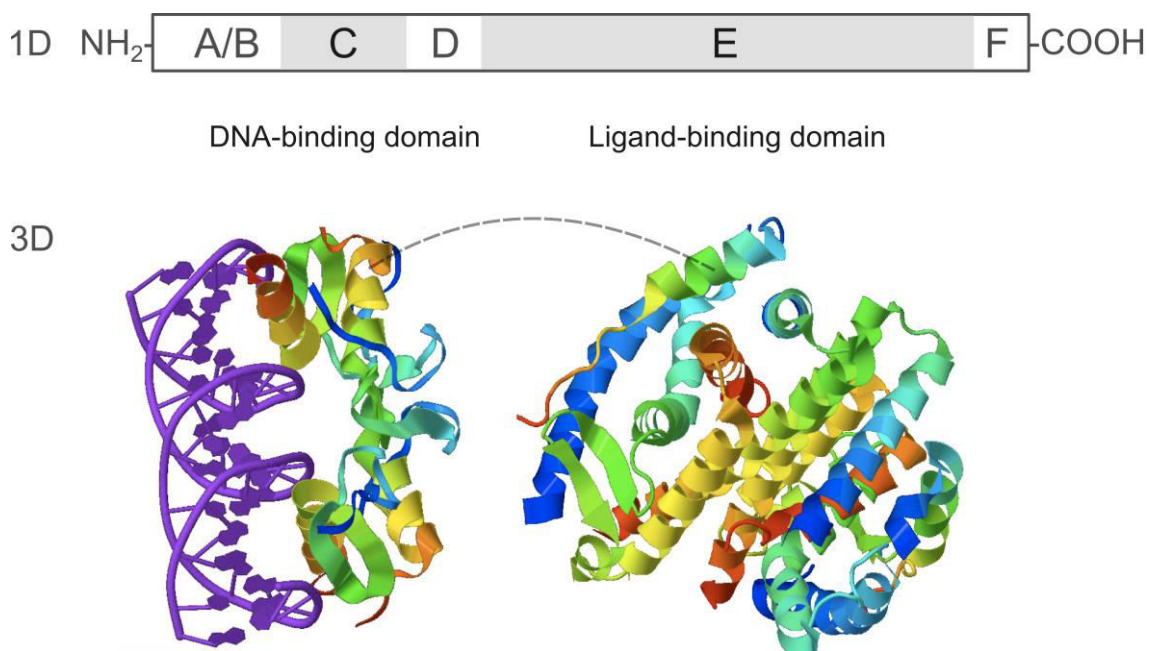 1D NH₂- A/B C D E F -COOH
DNA-binding domain Ligand-binding domain
3D